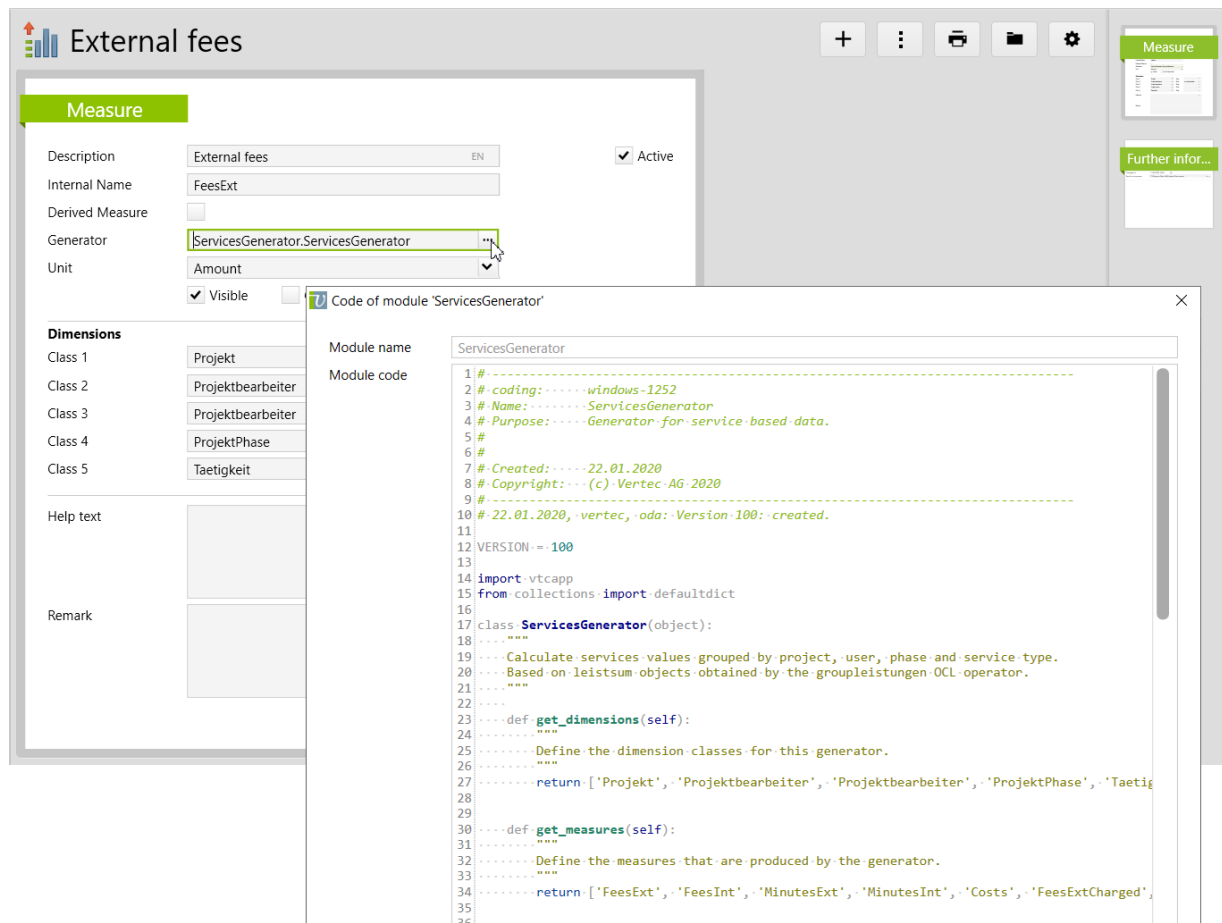 External fees
Measure
Description
External fees
EN
Active
Internal Name
FeesExt
Derived Measure
Generator
ServicesGenerator.ServicesGenerator
...
Unit
Amount
Visible
Dimensions
Class 1
Projekt
Class 2
Projektbearbeiter
Class 3
Projektbearbeiter
Class 4
ProjektPhase
Class 5
Taetigkeit
Help text
Remark
Measure
Further infor...
Code of module 'ServicesGenerator'
Module name
ServicesGenerator
Module code
1 #-------------------------------------------------------------------------------
2 # coding: windows-1252
3 # Name: ServicesGenerator
4 # Purpose: Generator for service based data.
5 #
6 #
7 # Created: 22.01.2020
8 # Copyright: (c) Vertec AG 2020
9 #-------------------------------------------------------------------------------
10 # 22.01.2020, vertec, oda: Version 100: created.
11
12 VERSION = 100
13
14 import vtcapp
15 from collections import defaultdict
16
17 class ServicesGenerator(object):
18 """
19 Calculate services values grouped by project, user, phase and service type.
20 Based on leistsum objects obtained by the groupleistungen OCL operator.
21 """
22
23 def get_dimensions(self):
24 """
25 Define the dimension classes for this generator.
26 """
27 return ['Projekt', 'Projektbearbeiter', 'Projektbearbeiter', 'ProjektPhase', 'Taetig
28
29
30 def get_measures(self):
31 """
32 Define the measures that are produced by the generator.
33 """
34 return ['FeesExt', 'FeesInt', 'MinutesExt', 'MinutesInt', 'Costs', 'FeesExtCharged',
35
36